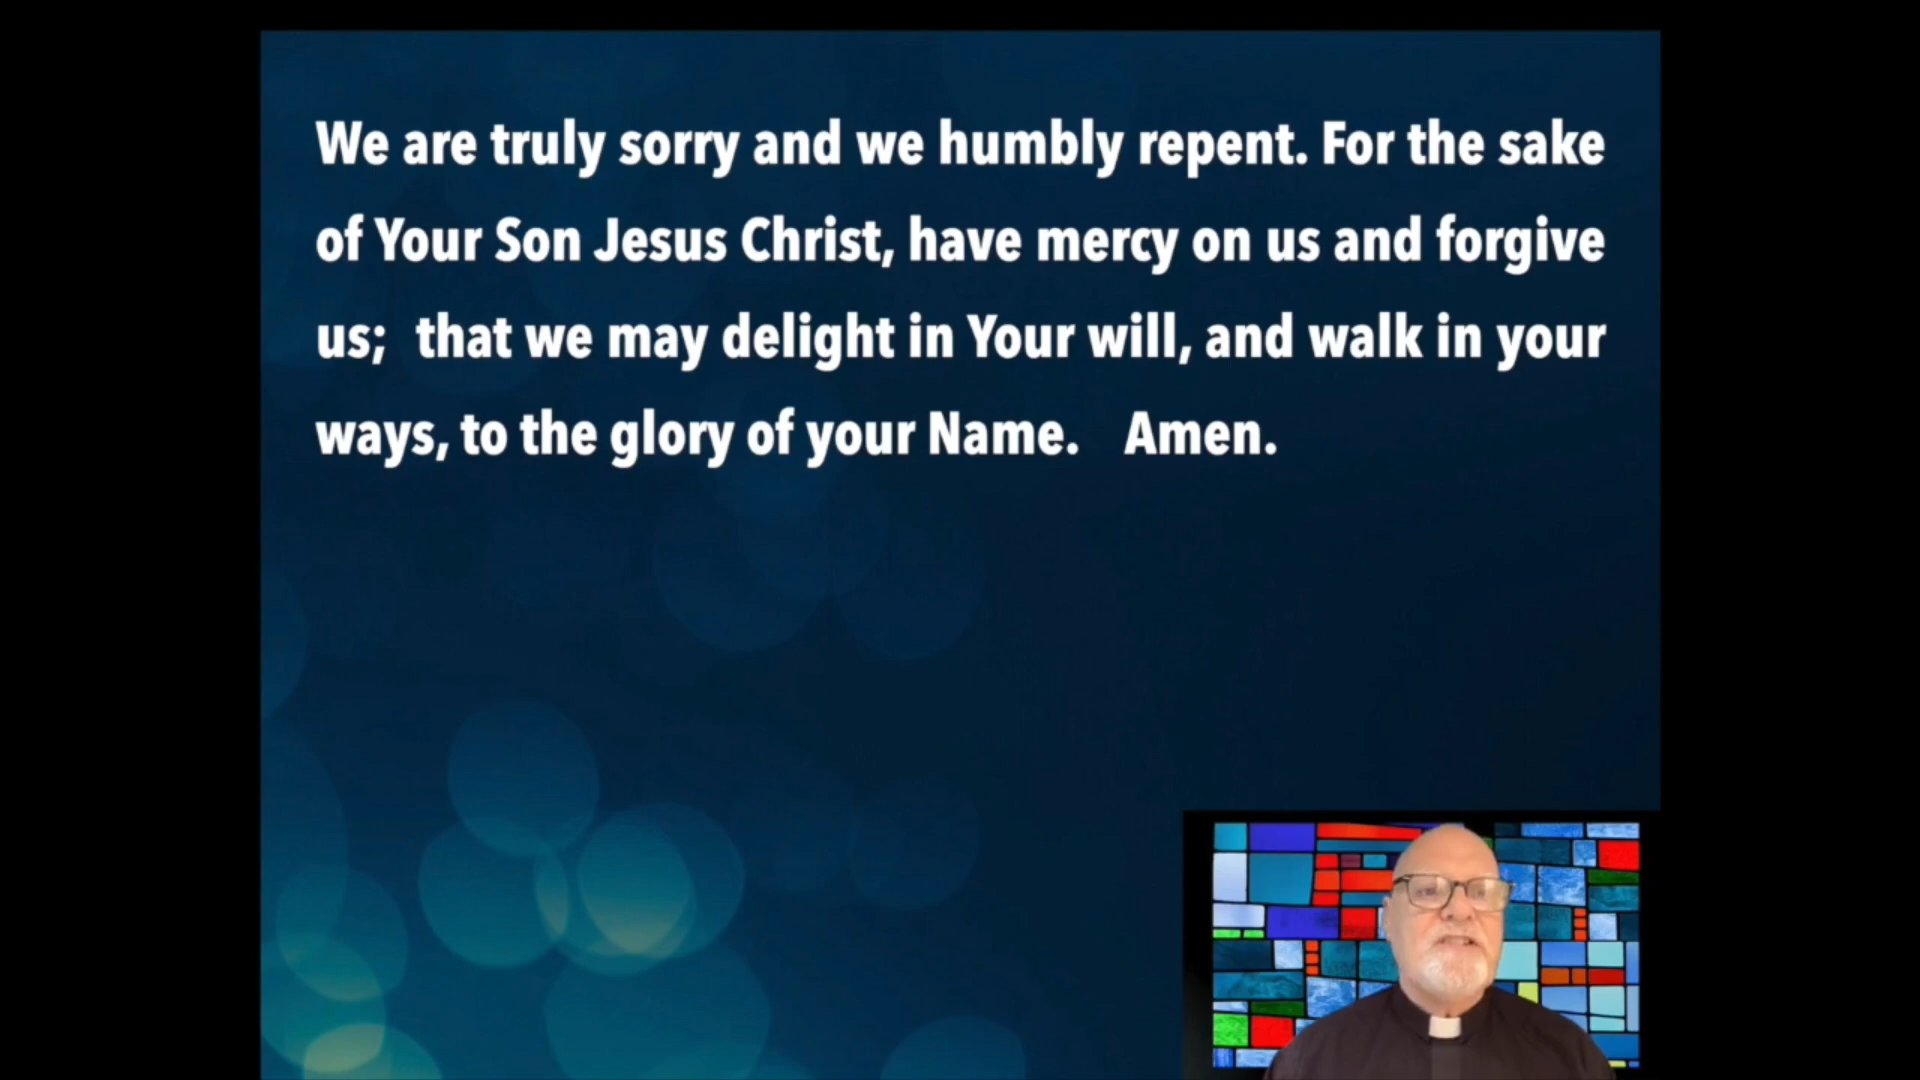 We are truly sorry and we humbly repent. For the sake
of Your Son Jesus Christ, have mercy on us and forgive
us;  that we may delight in Your will, and walk in your
ways, to the glory of your Name.   Amen.